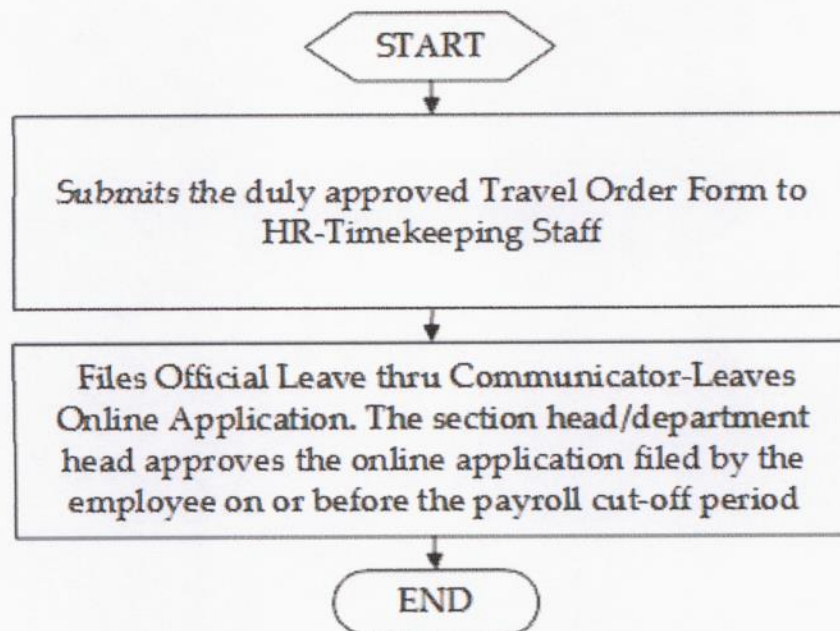 START
Submits the duly approved Travel Order Form to
HR-Timekeeping Staff
Files Official Leave thru Communicator-Leaves
Online Application. The section head/department
head approves the online application filed by the
employee on or before the payroll cut-off period
END